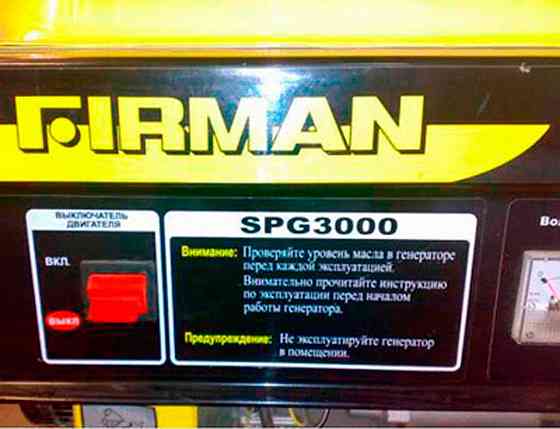 FIRMAN
ВЫКЛЮЧАТЕЛЬ
ДВИГАТЕЛЯ
ВКЛ.
ВЫКЛ
SPG3000
Внимание: Проверяйте уровень масла в генераторе
перед каждой эксплуатацией.
Внимательно прочитайте инструкцию
по эксплуатации перед началом
работы генератора.
Предупреждение: Не эксплуатируйте генератор
в помещении.